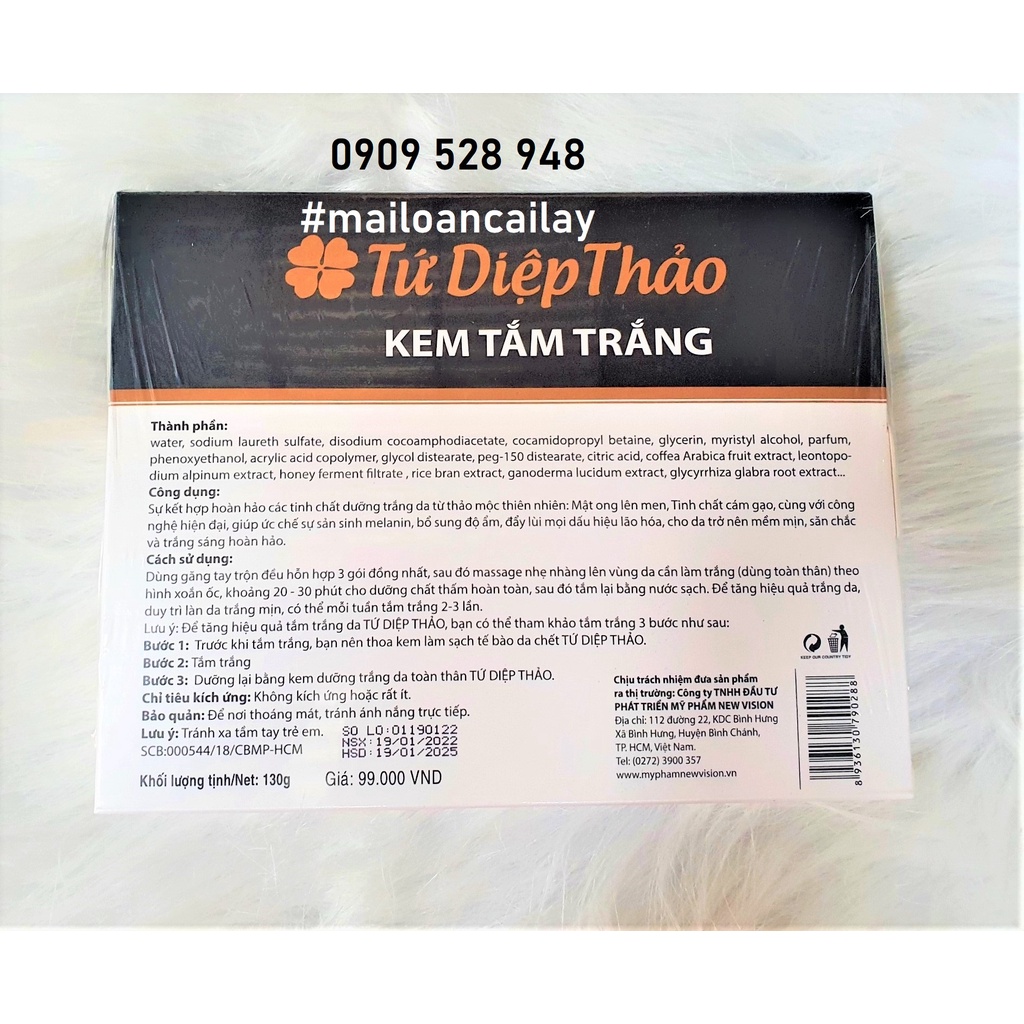 0909 528 948
#mailoancailay
Tứ Diệp Thảo
KEM TẮM TRẮNG
Thành phần:
water, sodium laureth sulfate, disodium cocoamphodiacetate, cocamidopropyl betaine, glycerin, myristyl alcohol, parfum,
phenoxyethanol, acrylic acid copolymer, glycol distearate, peg-150 distearate, citric acid, coffea Arabica fruit extract, leontopo-
dium alpinum extract, honey ferment filtrate , rice bran extract, ganoderma lucidum extract, glycyrrhiza glabra root extract...
Công dụng:
Sự kết hợp hoàn hảo các tinh chất dưỡng trắng da từ thảo mộc thiên nhiên: Mật ong lên men, Tinh chất cám gạo, cùng với công
nghệ hiện đại, giúp ức chế sự sản sinh melanin, bổ sung độ ẩm, đẩy lùi mọi dấu hiệu lão hóa, cho da trở nên mềm mịn, săn chắc
và trắng sáng hoàn hảo.
Cách sử dụng:
Dùng găng tay trộn đều hỗn hợp 3 gói đồng nhất, sau đó massage nhẹ nhàng lên vùng da cần làm trắng (dùng toàn thân) theo
hình xoắn ốc, khoảng 20 - 30 phút cho dưỡng chất thấm hoàn toàn, sau đó tắm lại bằng nước sạch. Để tăng hiệu quả trắng da,
duy trì làn da trắng mịn, có thể mỗi tuần tắm trắng 2-3 lần.
Lưu ý: Để tăng hiệu quả tắm trắng da TỨ DIỆP THẢO, bạn có thể tham khảo tắm trắng 3 bước như sau:
Bước 1: Trước khi tắm trắng, bạn nên thoa kem làm sạch tế bào da chết TỨ DIỆP THẢO.
Bước 2: Tắm trắng
Bước 3: Dưỡng lại bằng kem dưỡng trắng da toàn thân TỨ DIỆP THẢO.
Chỉ tiêu kích ứng: Không kích ứng hoặc rất ít.
Bảo quản: Để nơi thoáng mát, tránh ánh nắng trực tiếp.
Lưu ý: Tránh xa tầm tay trẻ em.
SCB:000544/18/CBMP-HCM
SO LO:01190122
NSX:19/01/2022
HSD:19/01/2025
Khối lượng tịnh/Net: 130g
Giá: 99.000 VND
Chịu trách nhiệm đưa sản phẩm
ra thị trường: Công ty TNHH ĐẦU TƯ
PHÁT TRIỂN MỸ PHẨM NEW VISION
Địa chỉ: 112 đường 22, KDC Bình Hưng
Xã Bình Hưng, Huyện Bình Chánh,
TP. HCM, Việt Nam.
Tel: (0272) 3900 357
www.myphamnewvision.vn
KEEP OUR COUNTRY TIDY
8936130790288